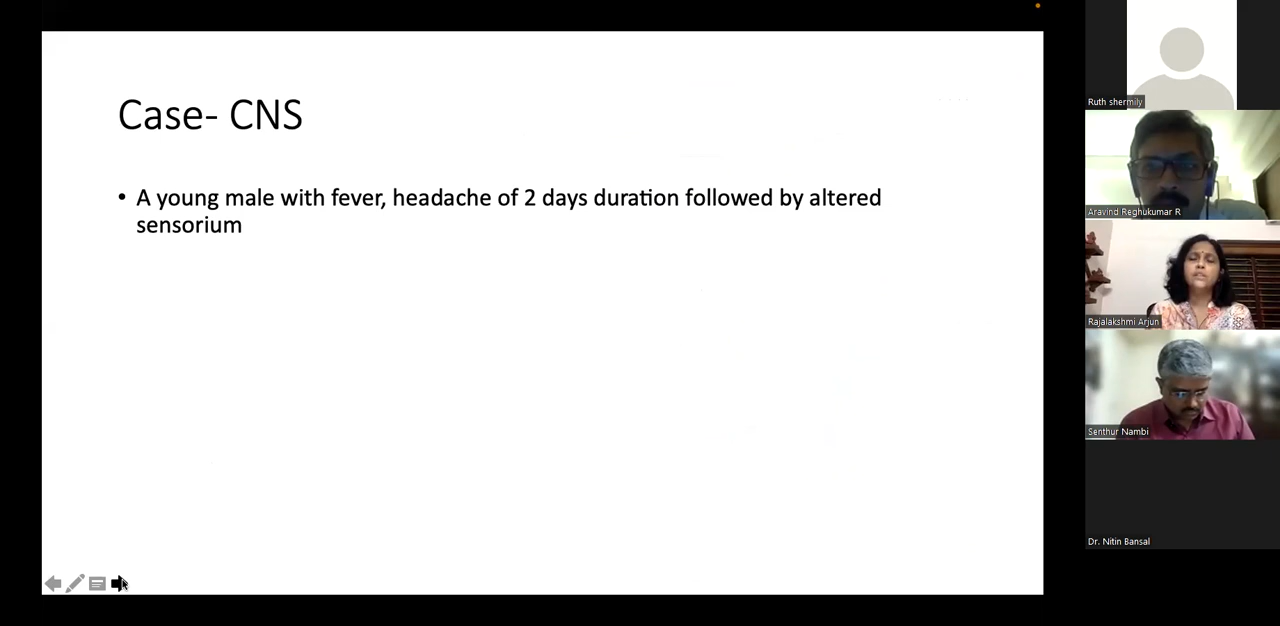 Case- CNS
• A young male with fever, headache of 2 days duration followed by altered
sensorium
Ruth shermily
Aravind Reghukumar R
Rajalakshmi Arjun
Senthur Nambi
Dr. Nitin Bansal